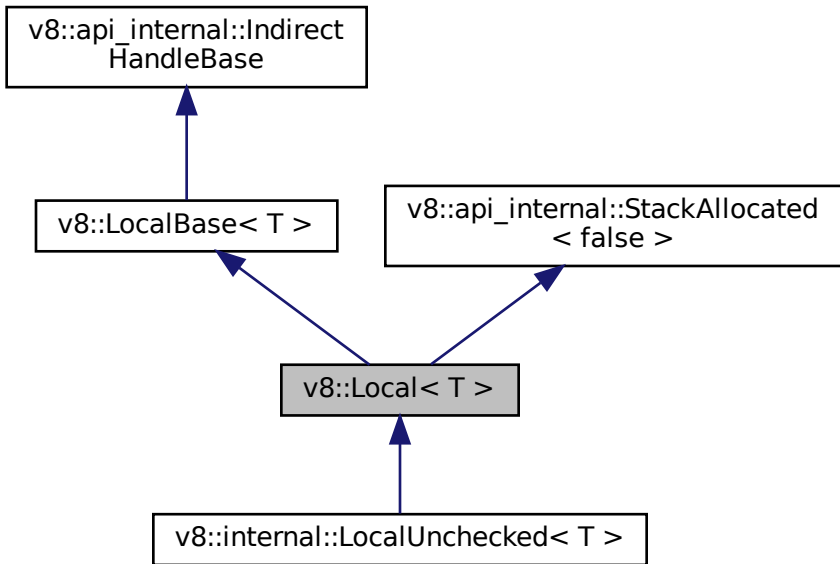 v8::api_internal::Indirect
HandleBase
v8::LocalBase< T >
v8::api_internal::StackAllocated
< false >
v8::Local< T >
v8::internal::LocalUnchecked< T >